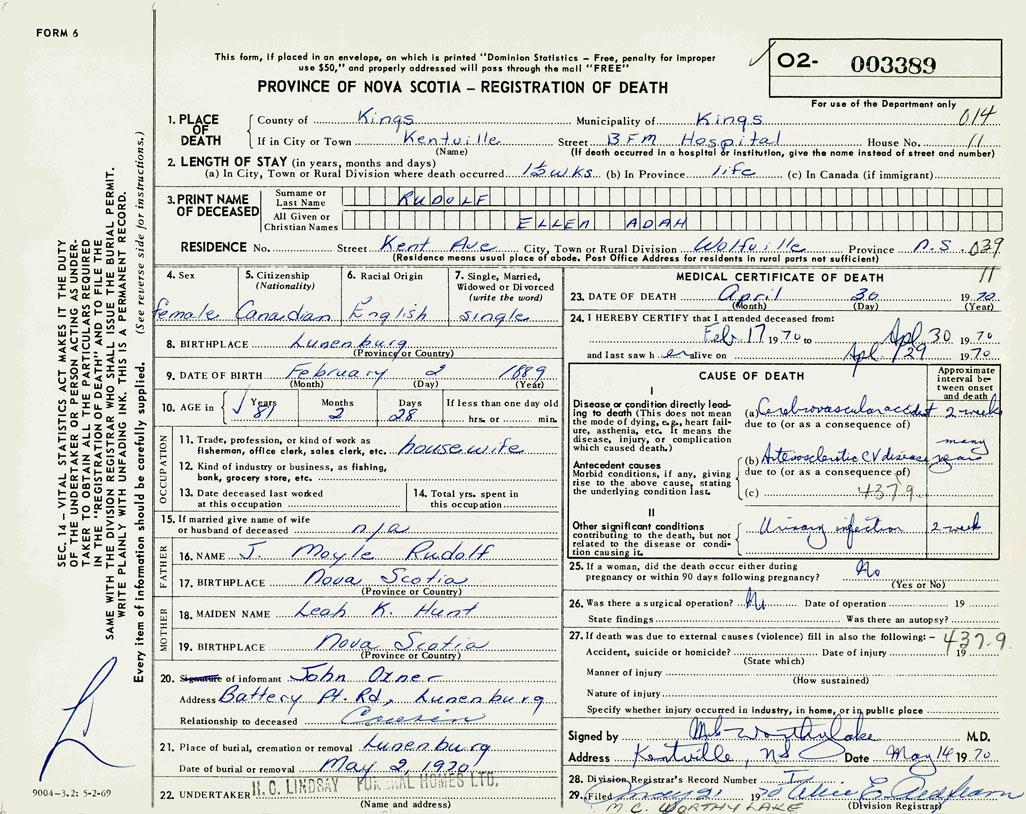 FORM 6
This form, if placed in an envelope, on which is printed "Dominion Statistics – Free, penalty for improper
use $50," and properly addressed will pass through the mail "FREE"
PROVINCE OF NOVA SCOTIA – REGISTRATION OF DEATH
02- 003389
For use of the Department only
SEC. 14 – VITAL STATISTICS ACT MAKES IT THE DUTY
OF THE UNDERTAKER OR PERSON ACTING AS UNDER-
TAKER TO OBTAIN ALL THE PARTICULARS REQUIRED
IN THE "REGISTRATION OF DEATH" AND TO FILE THE
SAME WITH THE DIVISION REGISTRAR WHO SHALL ISSUE THE BURIAL PERMIT.
WRITE PLAINLY WITH UNFADING INK. THIS IS A PERMANENT RECORD.
Every item of information should be carefully supplied. (See reverse side for instructions.)
1. PLACE OF DEATH
County of Kings Municipality of Kings 014
If in City or Town Kentville Street BFM Hospital House No. 11
(Name) (If death occurred in a hospital or institution, give the name instead of street and number)
2. LENGTH OF STAY (in years, months and days)
(a) In City, Town or Rural Division where death occurred 1½ wks (b) In Province life (c) In Canada (if immigrant)
3. PRINT NAME OF DECEASED
Surname or Last Name RUDOLF
All Given or Christian Names ELLEN ADAH
RESIDENCE No. Street Kent Ave City, Town or Rural Division Wolfville Province N.S. 039
(Residence means usual place of abode. Post Office Address for residents in rural parts not sufficient)
11
4. Sex female
5. Citizenship (Nationality) Canadian
6. Racial Origin English
7. Single, Married, Widowed or Divorced (write the word) single
8. BIRTHPLACE Lunenburg
(Province or Country)
9. DATE OF BIRTH February 2 1889
(Month) (Day) (Year)
10. AGE in Years 81 Months 2 Days 28 If less than one day old hrs. or min.
OCCUPATION
11. Trade, profession, or kind of work as fisherman, office clerk, sales clerk, etc. housewife
12. Kind of industry or business, as fishing, bank, grocery store, etc.
13. Date deceased last worked at this occupation
14. Total yrs. spent in this occupation
15. If married give name of wife or husband of deceased n/a
FATHER
16. NAME J. Moyle Rudolf
17. BIRTHPLACE Nova Scotia
(Province or Country)
MOTHER
18. MAIDEN NAME Leah K. Hunt
19. BIRTHPLACE Nova Scotia
(Province or Country)
20. Signature of informant John Oxner
Address Battery Pt. Rd., Lunenburg
Relationship to deceased Cousin
21. Place of burial, cremation or removal Lunenburg
Date of burial or removal May 2, 1970
22. UNDERTAKER H. C. LINDSAY FUNERAL HOMES LTD.
(Name and address)
9004-3.2: 5-2-69
MEDICAL CERTIFICATE OF DEATH
23. DATE OF DEATH April 30 1970
(Month) (Day) (Year)
24. I HEREBY CERTIFY that I attended deceased from:
Feb 17 1970 to Apl 30 1970
and last saw her alive on Apl 29 1970
CAUSE OF DEATH
Approximate interval between onset and death
I
Disease or condition directly leading to death (This does not mean the mode of dying, e.g., heart failure, asthenia, etc. It means the disease, injury, or complication which caused death.)
(a) Cerebrovascular accident 2 weeks
due to (or as a consequence of)
Antecedent causes
Morbid conditions, if any, giving rise to the above cause, stating the underlying condition last.
(b) Arteriosclerotic CV disease many years
due to (or as a consequence of)
(c) 437.9
II
Other significant conditions contributing to the death, but not related to the disease or condition causing it.
Urinary infection 2 week
25. If a woman, did the death occur either during pregnancy or within 90 days following pregnancy? No
(Yes or No)
26. Was there a surgical operation? No Date of operation 19
State findings Was there an autopsy?
27. If death was due to external causes (violence) fill in also the following: – 437.9
Accident, suicide or homicide? Date of injury 19
(State which)
Manner of injury
(How sustained)
Nature of injury
Specify whether injury occurred in industry, in home, or in public place
Signed by M C Worthylake M.D.
Address Kentville, NS Date May 14 1970
28. Division Registrar's Record Number
29. Filed May 21 1970 E.
(Division Registrar)
M.C. WORTHYLAKE